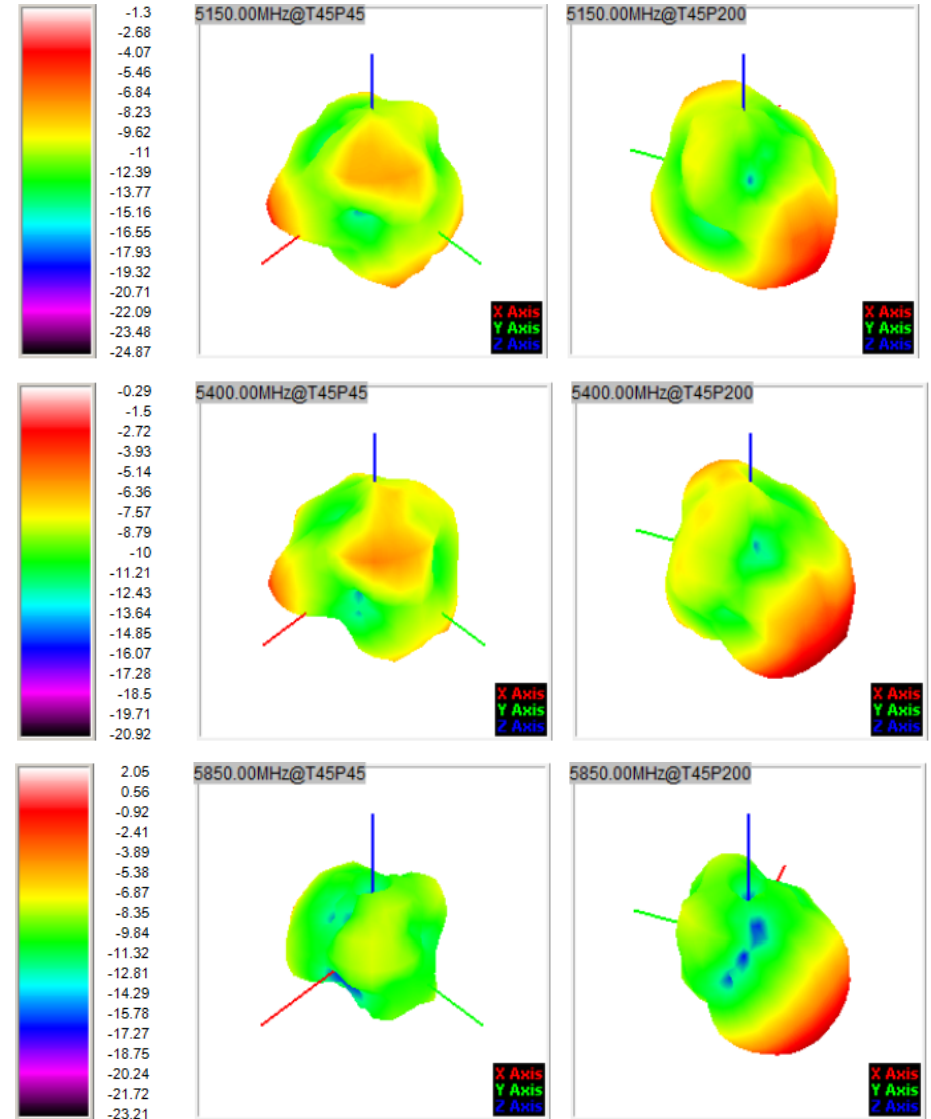 5150.00MHz@T45P45
5150.00MHz@T45P200
-1.3
-2.68
-4.07
-5.46
-6.84
-8.23
-9.62
-11
-12.39
-13.77
-15.16
-16.55
-17.93
-19.32
-20.71
-22.09
-23.48
-24.87
X Axis
Y Axis
Z Axis
X Axis
Y Axis
Z Axis
5400.00MHz@T45P45
5400.00MHz@T45P200
-0.29
-1.5
-2.72
-3.93
-5.14
-6.36
-7.57
-8.79
-10
-11.21
-12.43
-13.64
-14.85
-16.07
-17.28
-18.5
-19.71
-20.92
X Axis
Y Axis
Z Axis
X Axis
Y Axis
Z Axis
5850.00MHz@T45P45
5850.00MHz@T45P200
2.05
0.56
-0.92
-2.41
-3.89
-5.38
-6.87
-8.35
-9.84
-11.32
-12.81
-14.29
-15.78
-17.27
-18.75
-20.24
-21.72
-23.21
X Axis
Y Axis
Z Axis
X Axis
Y Axis
Z Axis